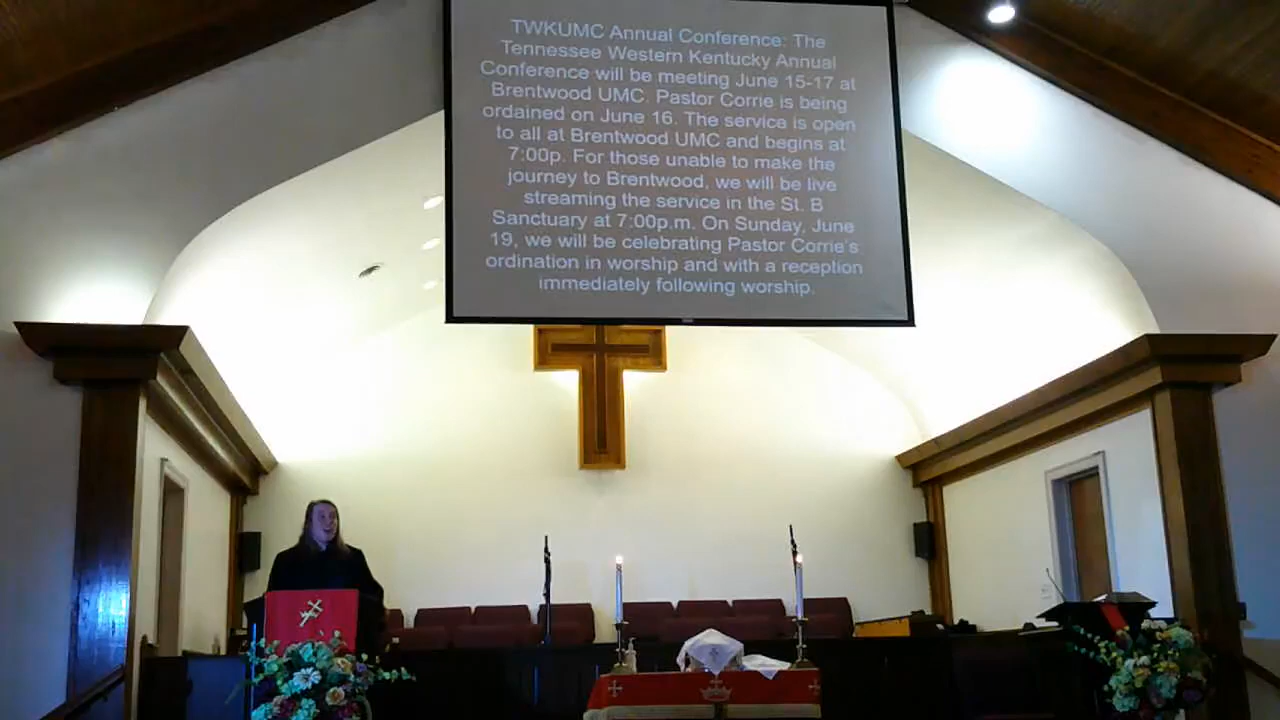 TWKUMC Annual Conference: The
Tennessee Western Kentucky Annual
Conference will be meeting June 15-17 at
Brentwood UMC. Pastor Corrie is being
ordained on June 16. The service is open
to all at Brentwood UMC and begins at
7:00p. For those unable to make the
journey to Brentwood, we will be live
streaming the service in the St. B
Sanctuary at 7:00p.m. On Sunday, June
19, we will be celebrating Pastor Corrie's
ordination in worship and with a reception
immediately following worship.